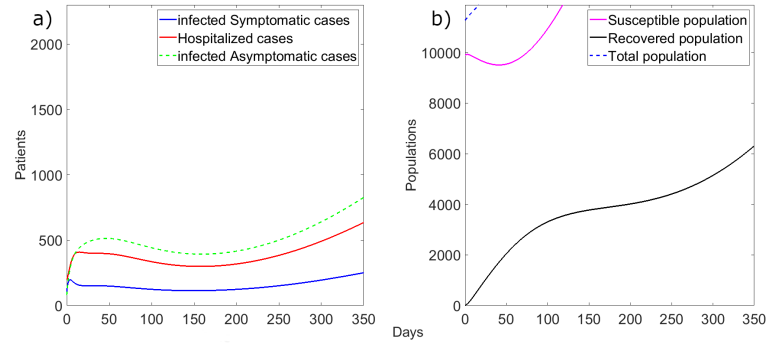 a)
infected Symptomatic cases
Hospitalized cases
infected Asymptomatic cases
2300
1500
1000
500
0
Patients
0 50 100 150 200 250 300 350
b)
Susceptible population
Recovered population
Total population
10000
8000
6000
4000
2000
0
Populations
0 50 100 150 200 250 300 350
Days